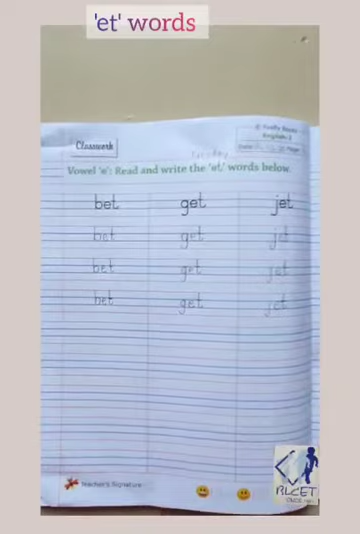 'et' words
Classwork
Vowel 'e': Read and write the 'et' words below.
bet get jet
bet get jet
bet get jet
bet get jet
Teacher's Signature